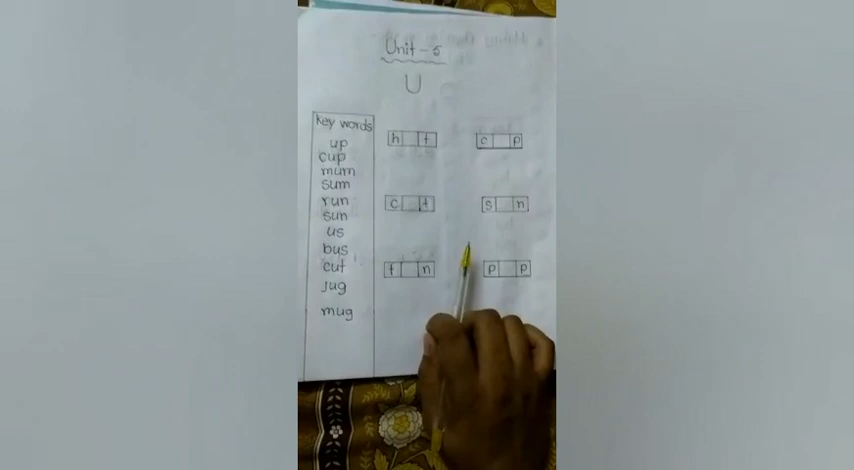 Unit - 5
U
Key words
up
cup
mum
sum
run
sun
us
bus
cut
jug
mug
h t
c p
c t
s n
f n
p p